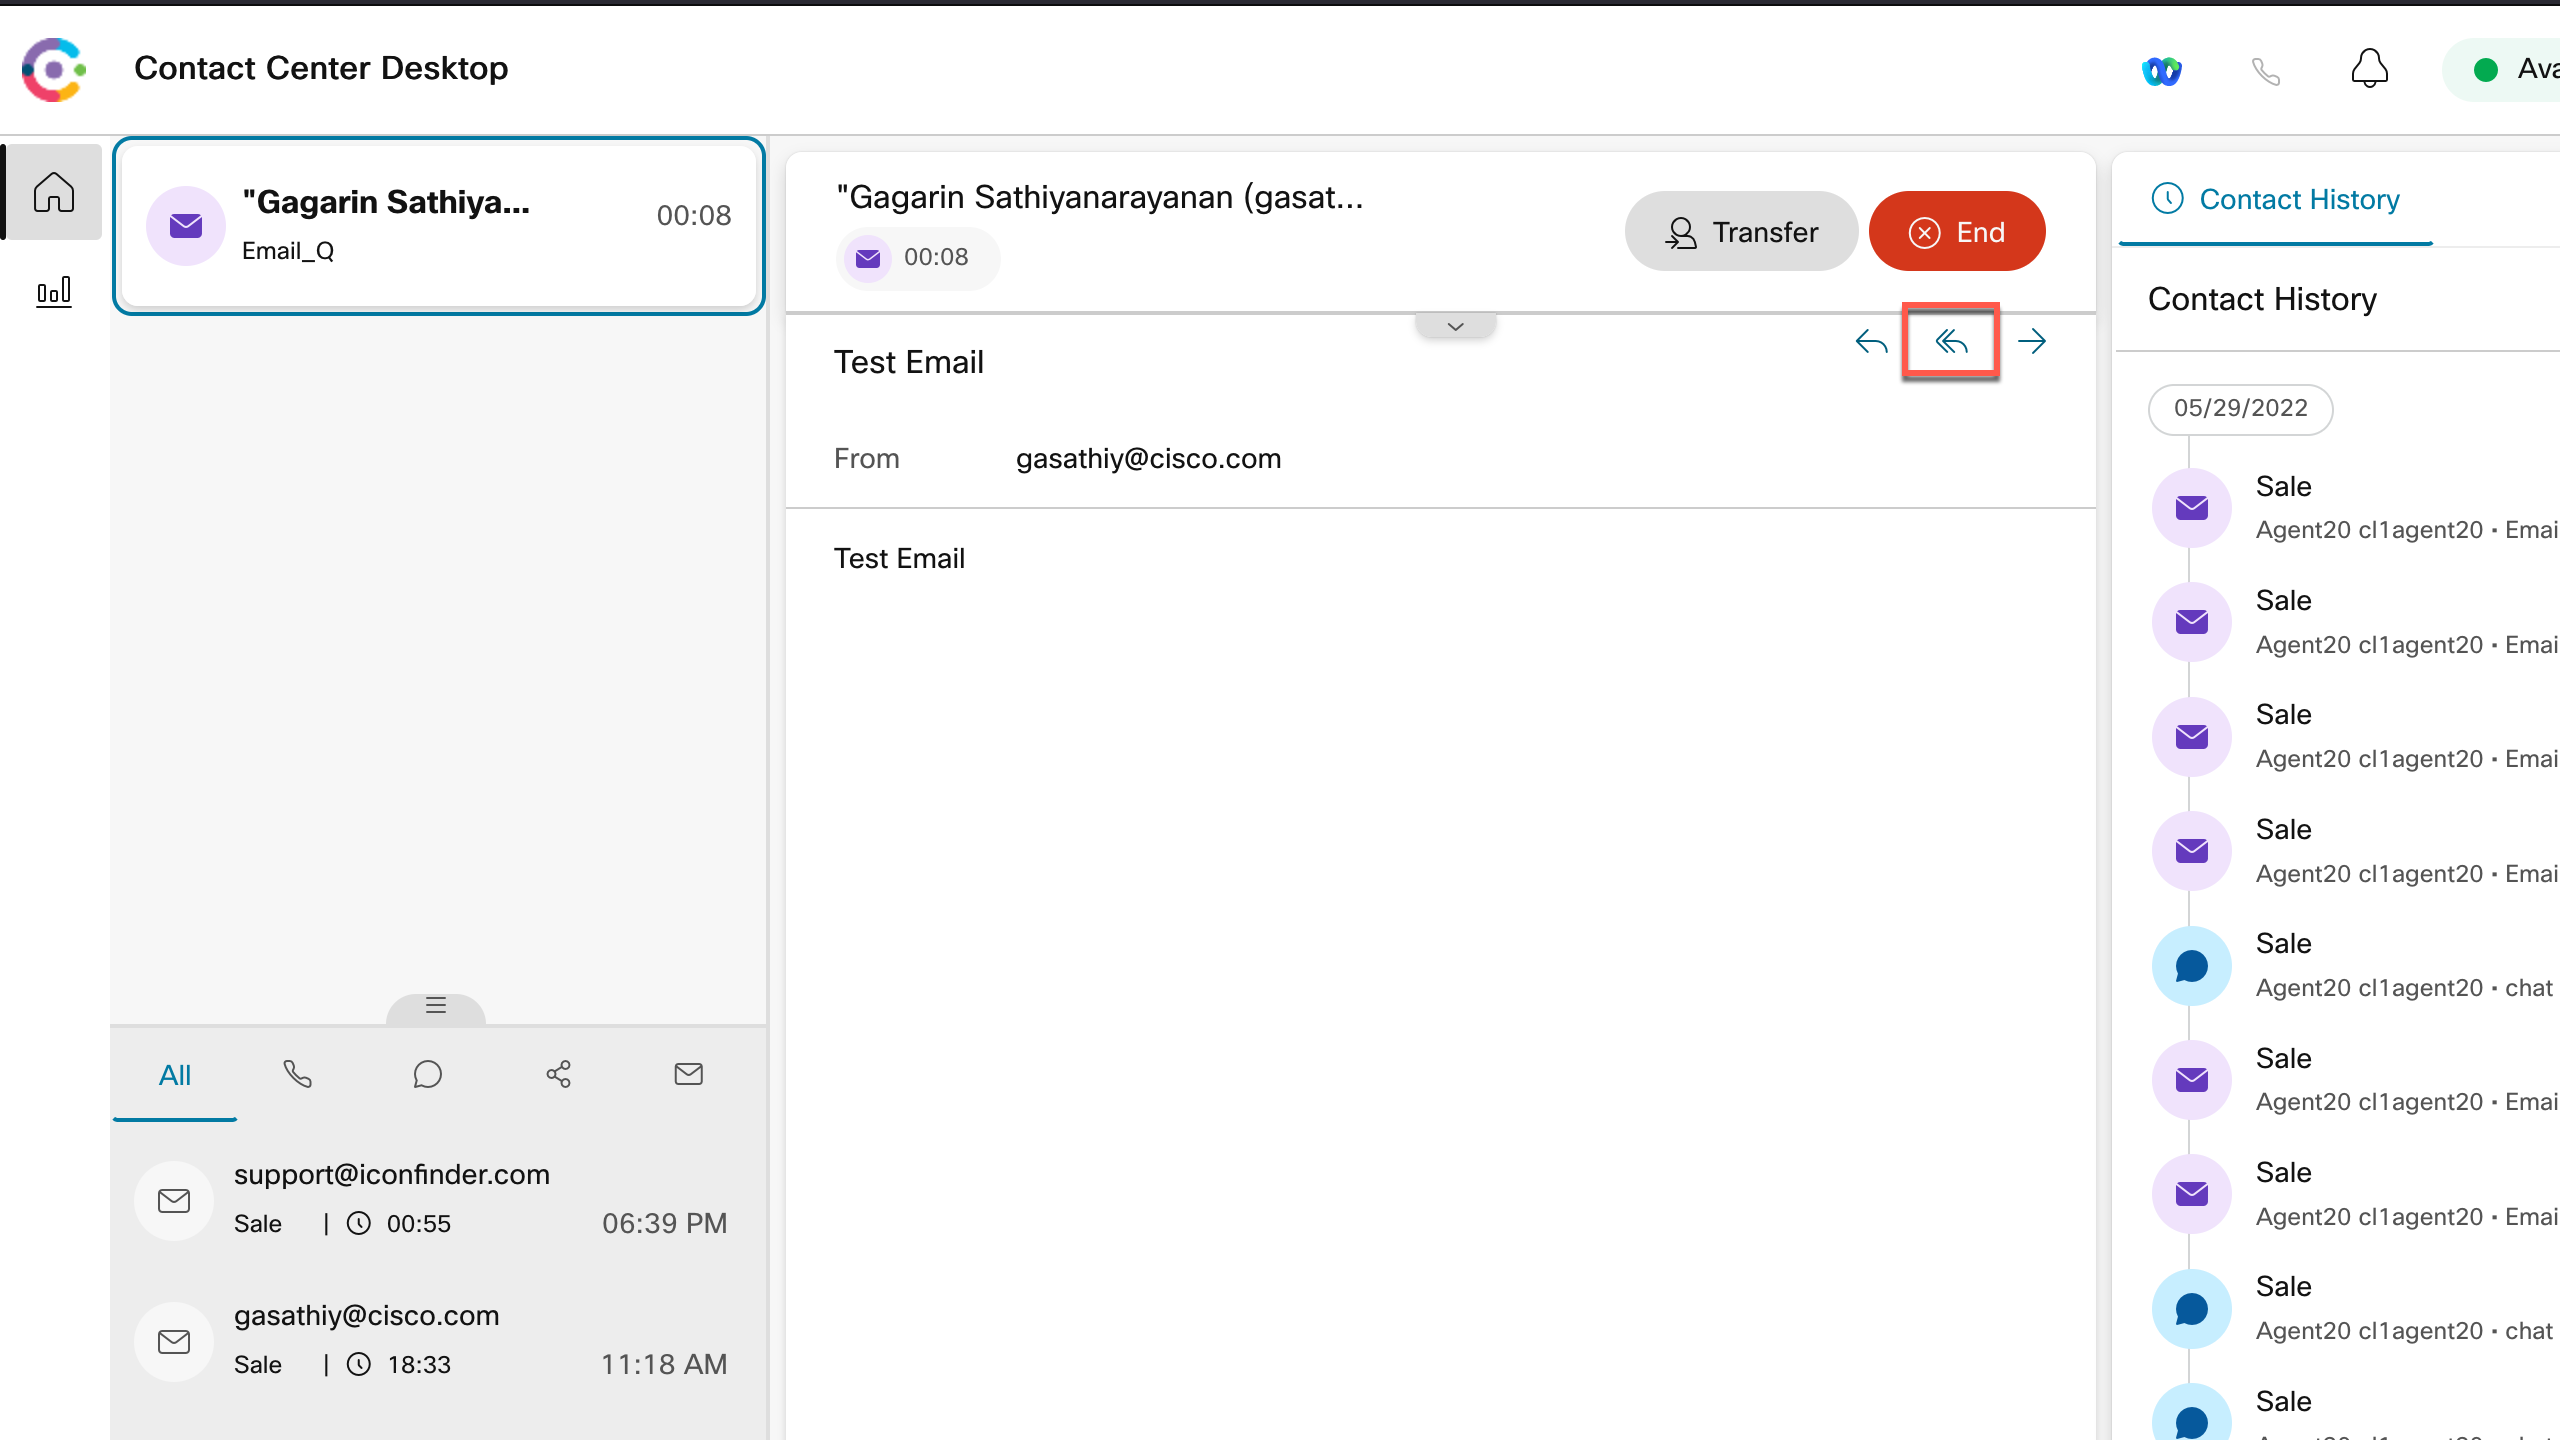 Contact Center Desktop
Ava
"Gagarin Sathiya...
00:08
Email_Q
"Gagarin Sathiyanarayanan (gasat...
00:08
Transfer
End
Test Email
From
gasathiy@cisco.com
Test Email
All
support@iconfinder.com
Sale | 00:55
06:39 PM
gasathiy@cisco.com
Sale | 18:33
11:18 AM
Contact History
Contact History
05/29/2022
Sale
Agent20 cl1agent20 • Emai
Sale
Agent20 cl1agent20 • Emai
Sale
Agent20 cl1agent20 • Emai
Sale
Agent20 cl1agent20 • Emai
Sale
Agent20 cl1agent20 • chat
Sale
Agent20 cl1agent20 • Emai
Sale
Agent20 cl1agent20 • Emai
Sale
Agent20 cl1agent20 • chat
Sale